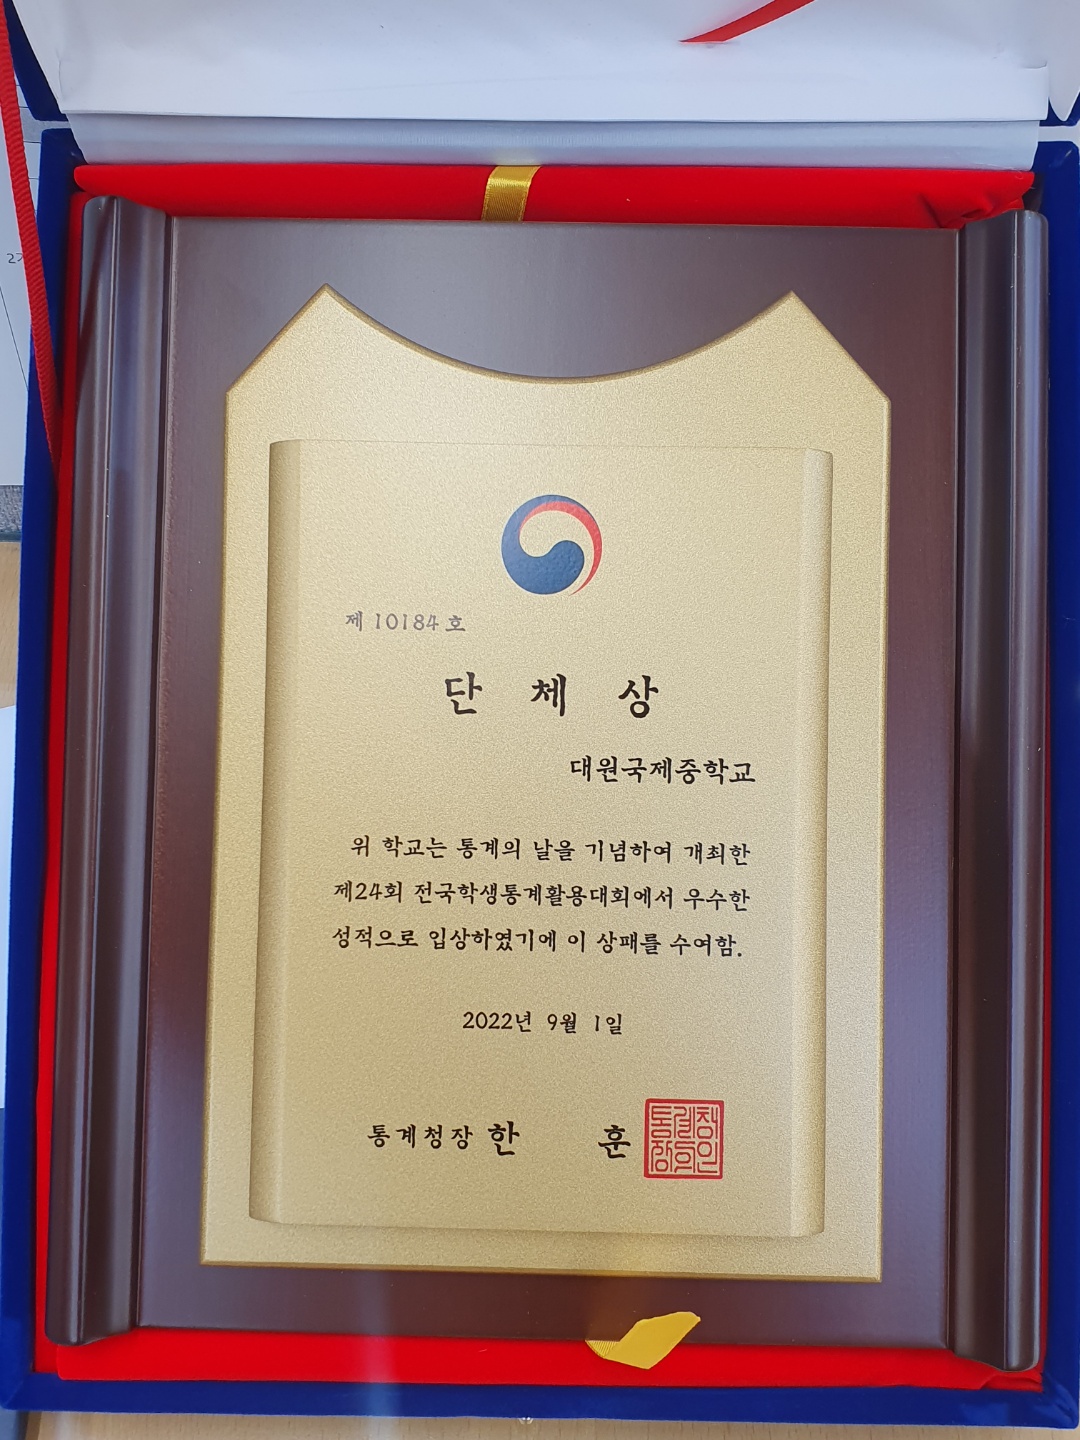 제 10184 호
단 체 상
대원국제중학교
위 학교는 통계의 날을 기념하여 개최한
제24회 전국학생통계활용대회에서 우수한
성적으로 입상하였기에 이 상패를 수여함.
2022년 9월 1일
통계청장 한 훈